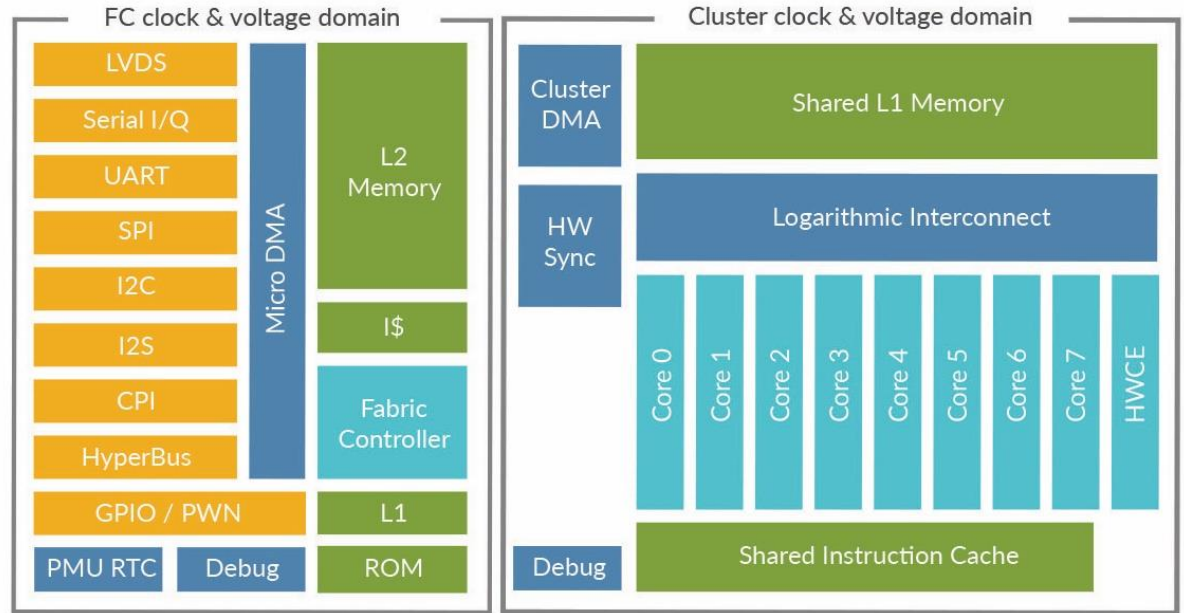 FC clock & voltage domain
LVDS
Serial I/Q
UART
SPI
I2C
I2S
CPI
HyperBus
GPIO / PWN
PMU RTC
Debug
Micro DMA
L2
Memory
I$
Fabric
Controller
L1
ROM
Cluster clock & voltage domain
Cluster
DMA
HW
Sync
Debug
Shared L1 Memory
Logarithmic Interconnect
Core 0
Core 1
Core 2
Core 3
Core 4
Core 5
Core 6
Core 7
HWCE
Shared Instruction Cache